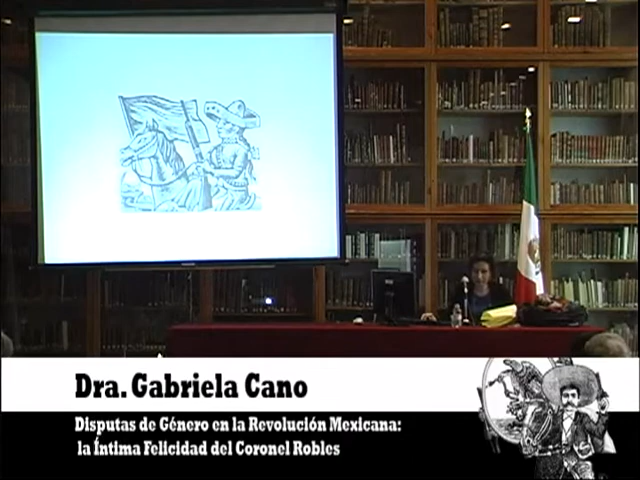 Dra. Gabriela Cano
Disputas de Género en la Revolución Mexicana:
la Íntima Felicidad del Coronel Robles